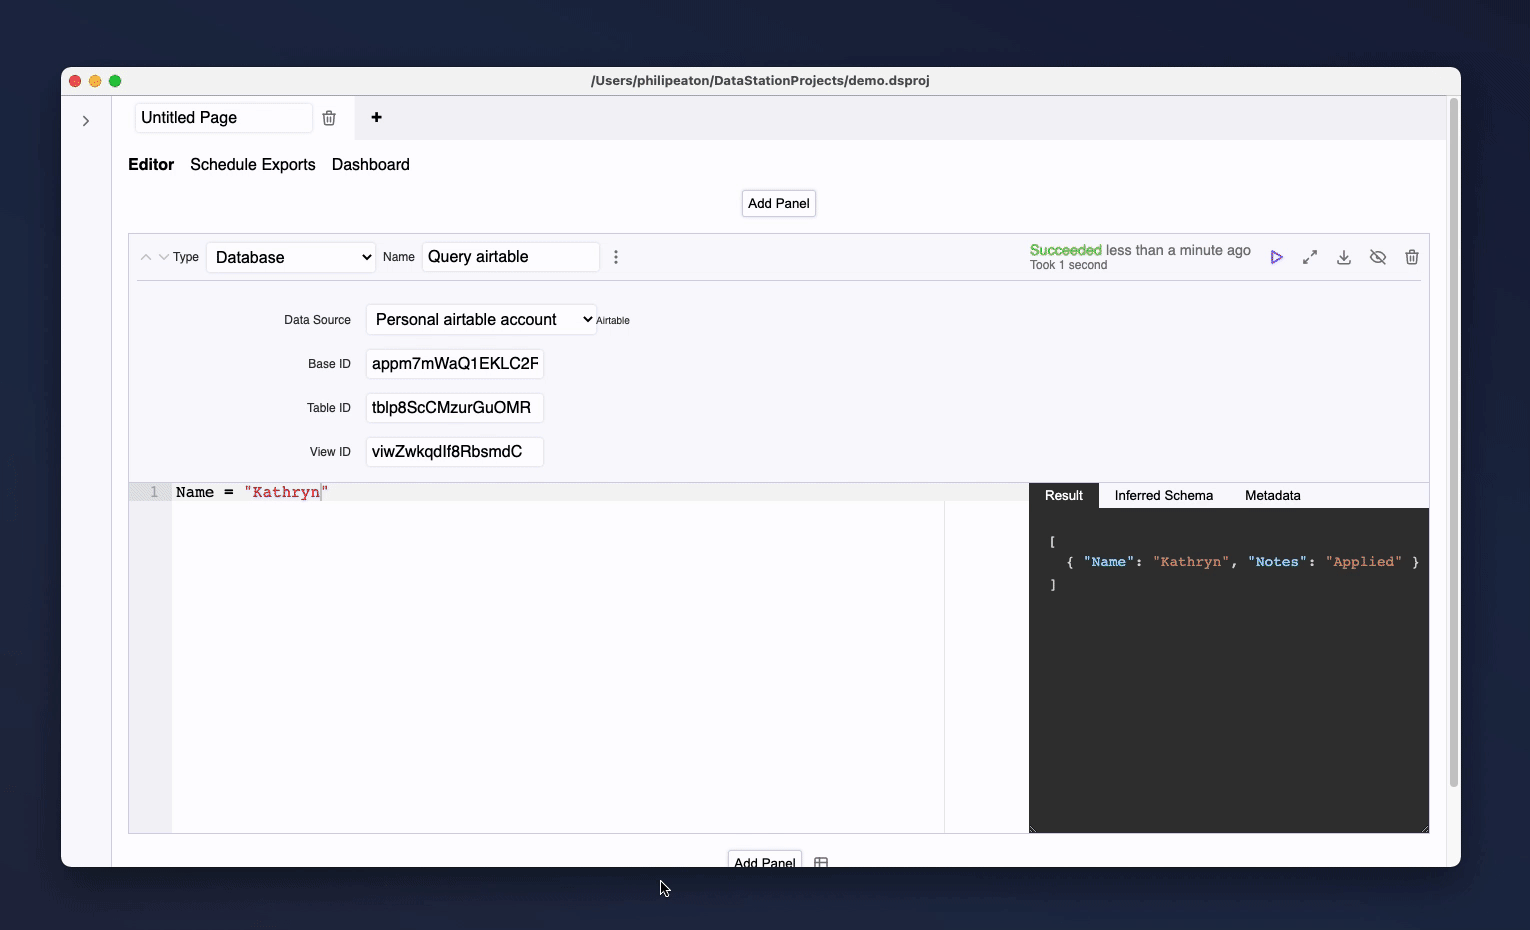 /Users/philipeaton/DataStationProjects/demo.dsproj
Untitled Page
+
Editor Schedule Exports Dashboard
Add Panel
Type Database Name Query airtable
Succeeded less than a minute ago
Took 1 second
Data Source Personal airtable account Airtable
Base ID appm7mWaQ1EKLC2F
Table ID tblp8ScCMzurGuOMR
View ID viwZwkqdIf8RbsmdC
1 Name = "Kathryn"
Result Inferred Schema Metadata
[
{ "Name": "Kathryn", "Notes": "Applied" }
]
Add Panel